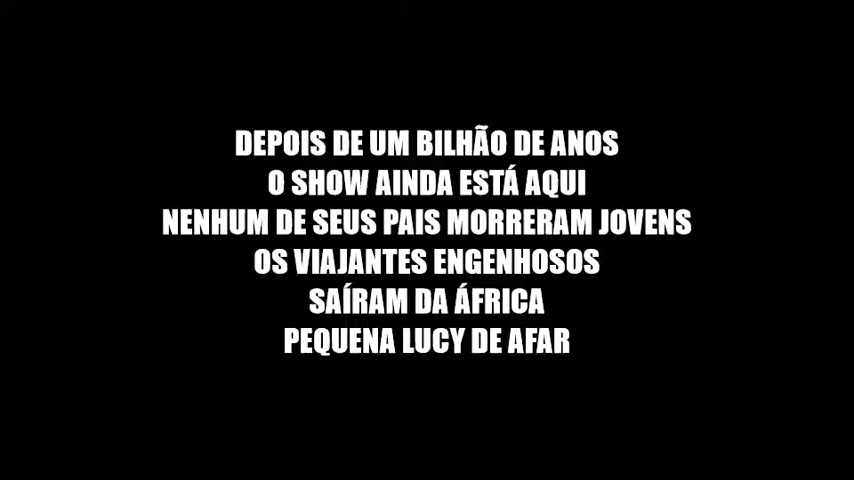 DEPOIS DE UM BILHÃO DE ANOS
O SHOW AINDA ESTÁ AQUI
NENHUM DE SEUS PAIS MORRERAM JOVENS
OS VIAJANTES ENGENHOSOS
SAÍRAM DA ÁFRICA
PEQUENA LUCY DE AFAR